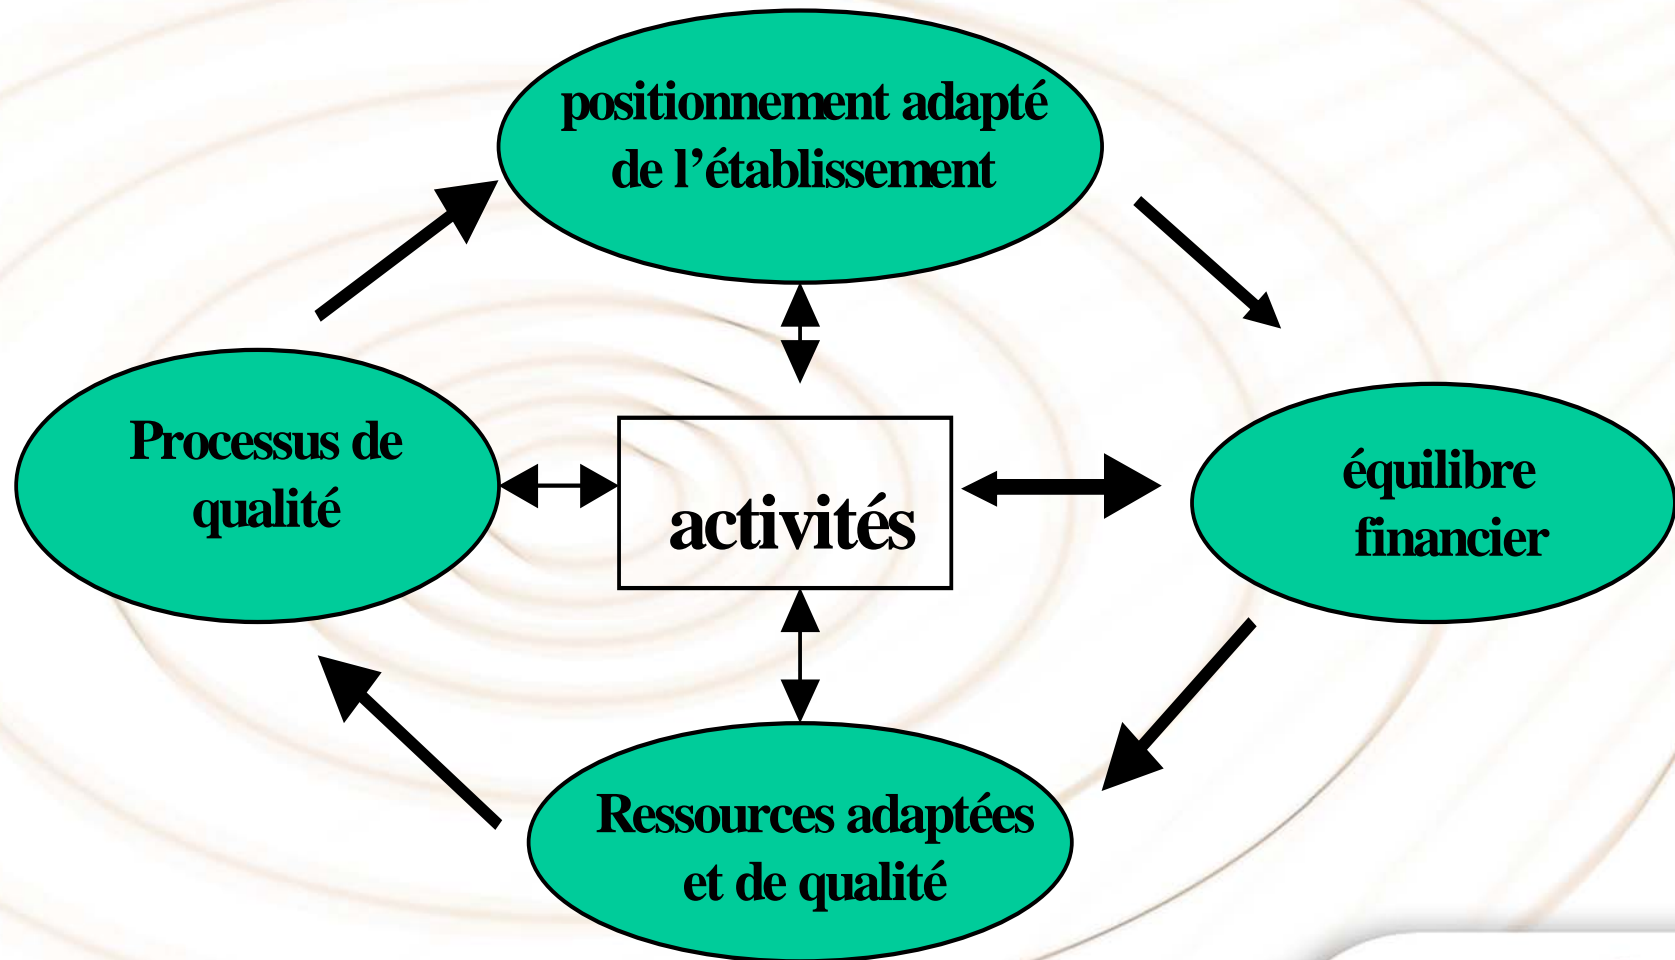 positionnement adapté
de l’établissement
Processus de
qualité
activités
équilibre
financier
Ressources adaptées
et de qualité